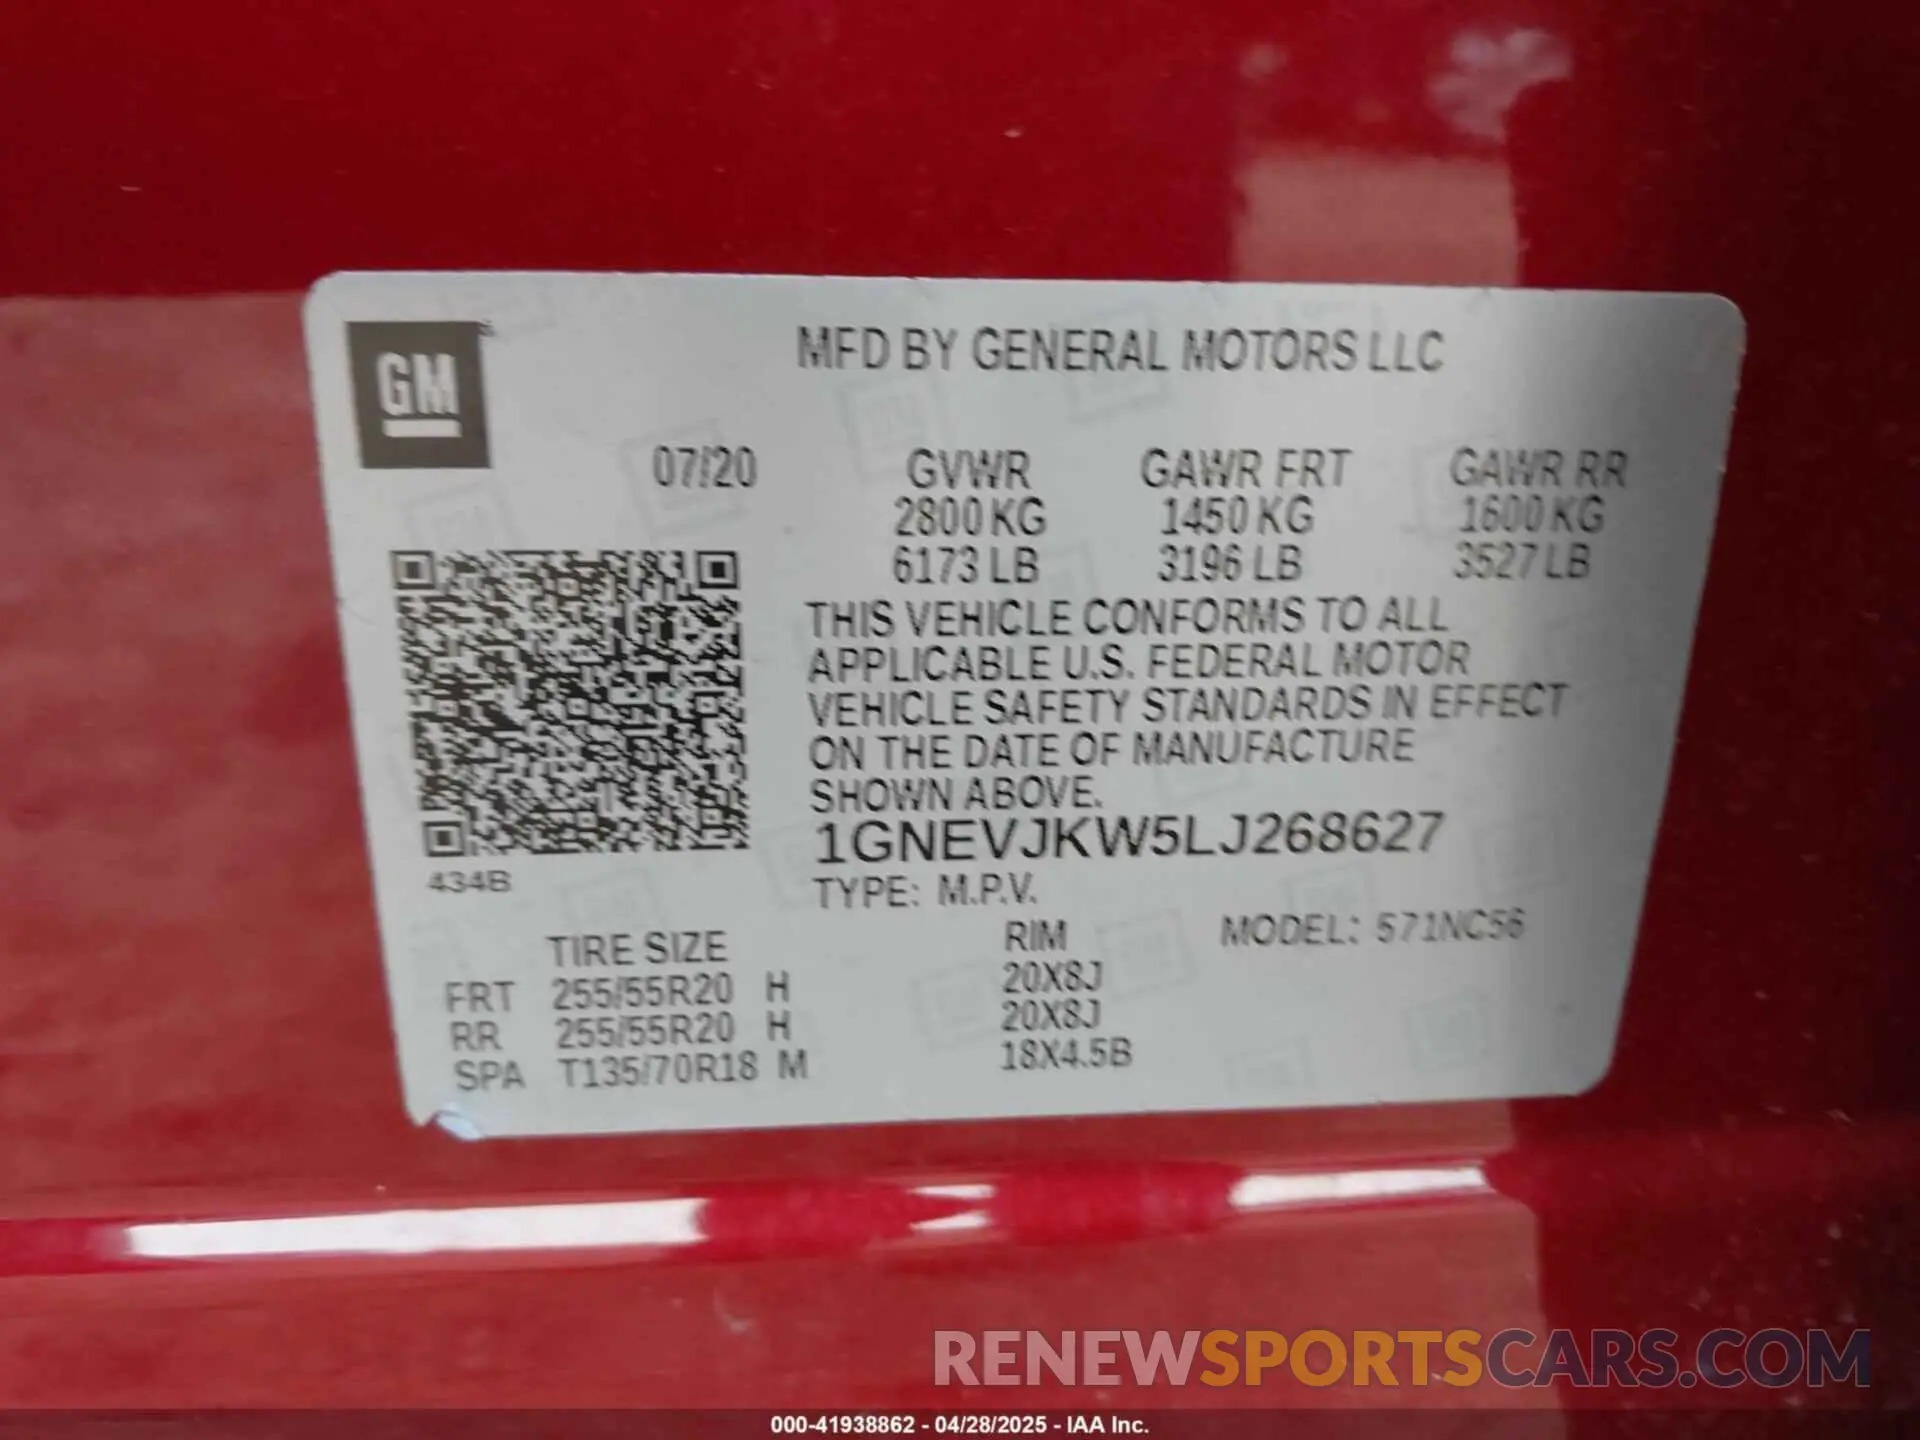 GM
MFD BY GENERAL MOTORS LLC
07/20 GVWR GAWR FRT GAWR RR
2800 KG 1450 KG 1600 KG
6173 LB 3196 LB 3527 LB
THIS VEHICLE CONFORMS TO ALL
APPLICABLE U.S. FEDERAL MOTOR
VEHICLE SAFETY STANDARDS IN EFFECT
ON THE DATE OF MANUFACTURE
SHOWN ABOVE.
1GNEVJKW5LJ268627
434B
TYPE: M.P.V.
TIRE SIZE RIM MODEL: 571NC56
FRT 255/55R20 H 20X8J
RR 255/55R20 H 20X8J
SPA T135/70R18 M 18X4.5B
RENEWSPORTSCARS.COM
000-41938862 - 04/28/2025 - IAA Inc.